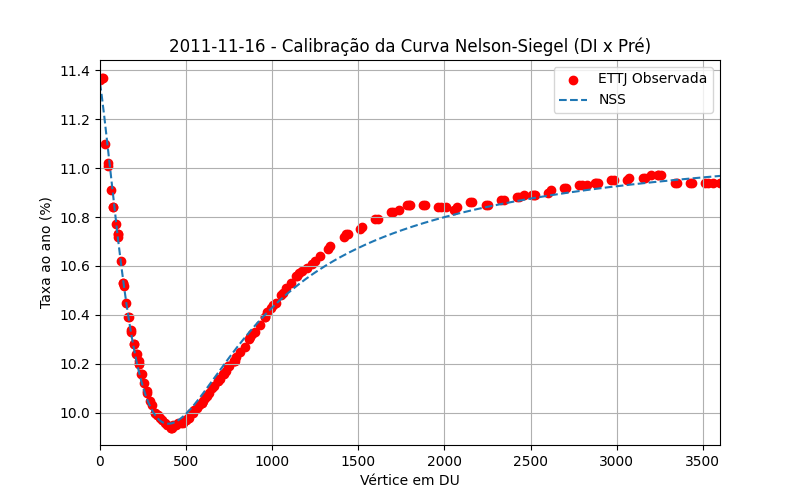 2011-11-16 - Calibração da Curva Nelson-Siegel (DI x Pré)
ETTJ Observada
NSS
Taxa ao ano (%)
11.4
11.2
11.0
10.8
10.6
10.4
10.2
10.0
0 500 1000 1500 2000 2500 3000 3500
Vértice em DU